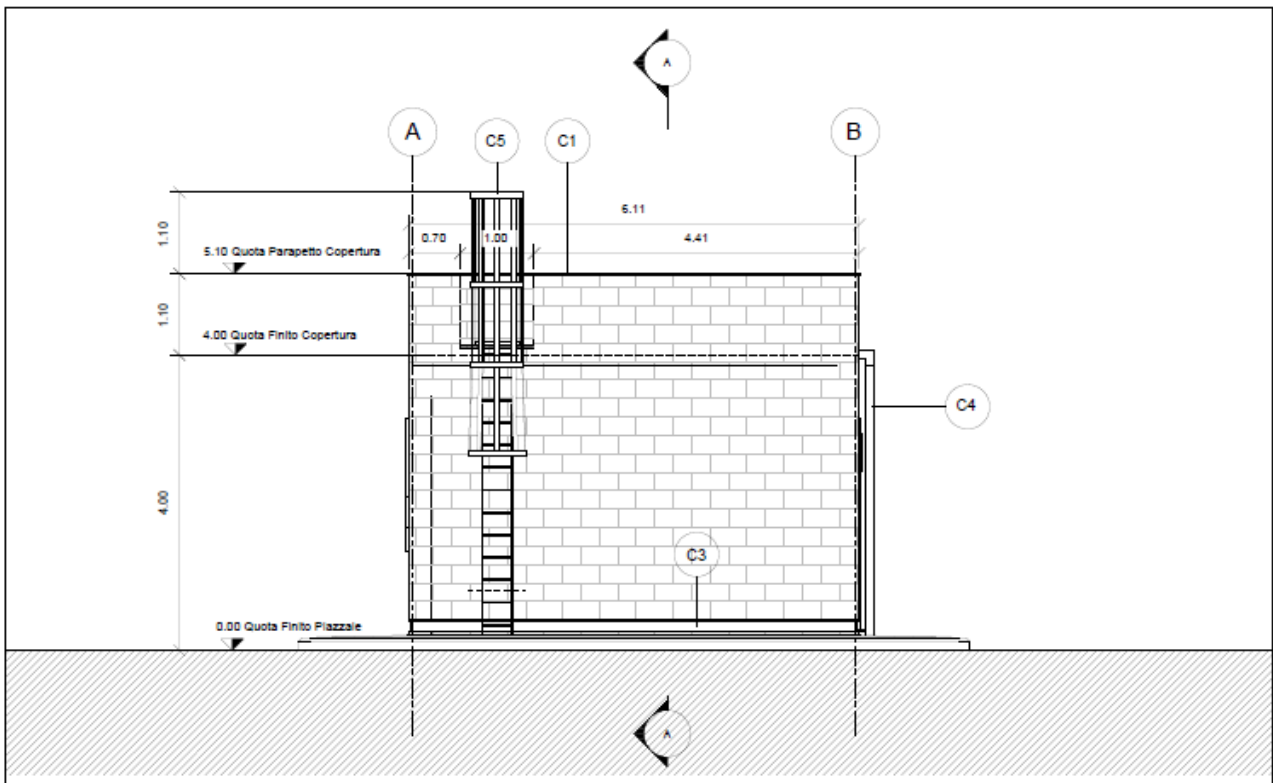 A
A
C5
C1
B
6.11
0.70
1.00
4.41
1.10
5.10 Quota Parapetto Copertura
1.10
4.00 Quota Finito Copertura
C4
4.00
C3
0.00 Quota Finito Piazzale
A